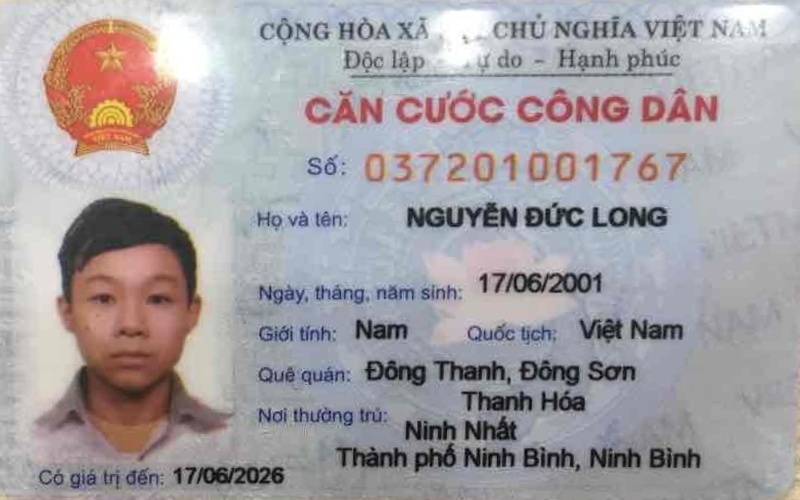 CỘNG HÒA XÃ CHỦ NGHĨA VIỆT NAM
Độc lập - Tự do - Hạnh phúc
CĂN CƯỚC CÔNG DÂN
Số: 037201001767
Họ và tên: NGUYỄN ĐỨC LONG
Ngày, tháng, năm sinh: 17/06/2001
Giới tính: Nam Quốc tịch: Việt Nam
Quê quán: Đông Thanh, Đông Sơn
Thanh Hóa
Nơi thường trú:
Ninh Nhất
Thành phố Ninh Bình, Ninh Bình
Có giá trị đến: 17/06/2026
VIỆT NAM